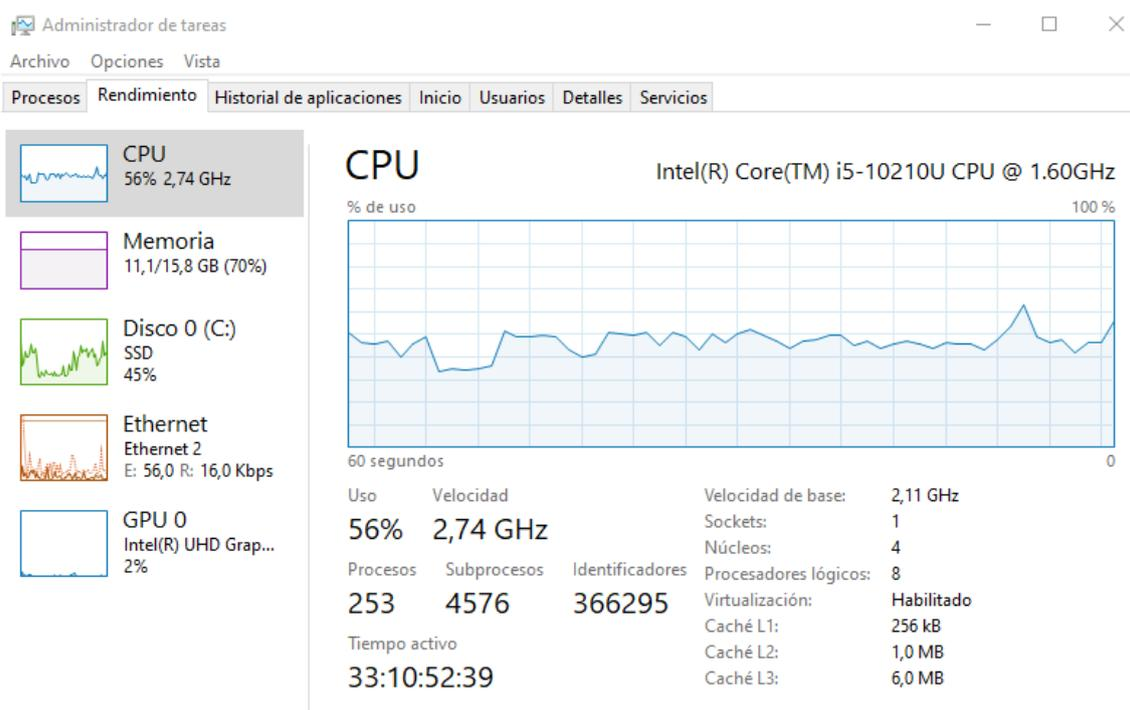 Administrador de tareas
Archivo Opciones Vista
Procesos Rendimiento Historial de aplicaciones Inicio Usuarios Detalles Servicios
CPU
56% 2,74 GHz
Memoria
11,1/15,8 GB (70%)
Disco 0 (C:)
SSD
45%
Ethernet
Ethernet 2
E: 56,0 R: 16,0 Kbps
GPU 0
Intel(R) UHD Grap...
2%
CPU Intel(R) Core(TM) i5-10210U CPU @ 1.60GHz
% de uso 100 %
60 segundos 0
Uso Velocidad
56% 2,74 GHz
Procesos Subprocesos Identificadores
253 4576 366295
Tiempo activo
33:10:52:39
Velocidad de base: 2,11 GHz
Sockets: 1
Núcleos: 4
Procesadores lógicos: 8
Virtualización: Habilitado
Caché L1: 256 kB
Caché L2: 1,0 MB
Caché L3: 6,0 MB